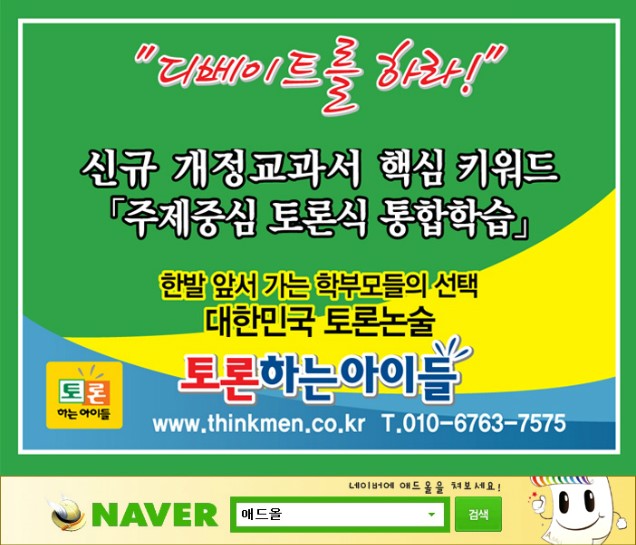 "디베이트를 하라!"
신규 개정교과서 핵심 키워드
「주제중심 토론식 통합학습」
한발 앞서 가는 학부모들의 선택
대한민국 토론논술
토론하는아이들
토론
하는 아이들
www.thinkmen.co.kr T.010-6763-7575
네이버에 애드올을 쳐보세요!
NAVER 애드올 검색